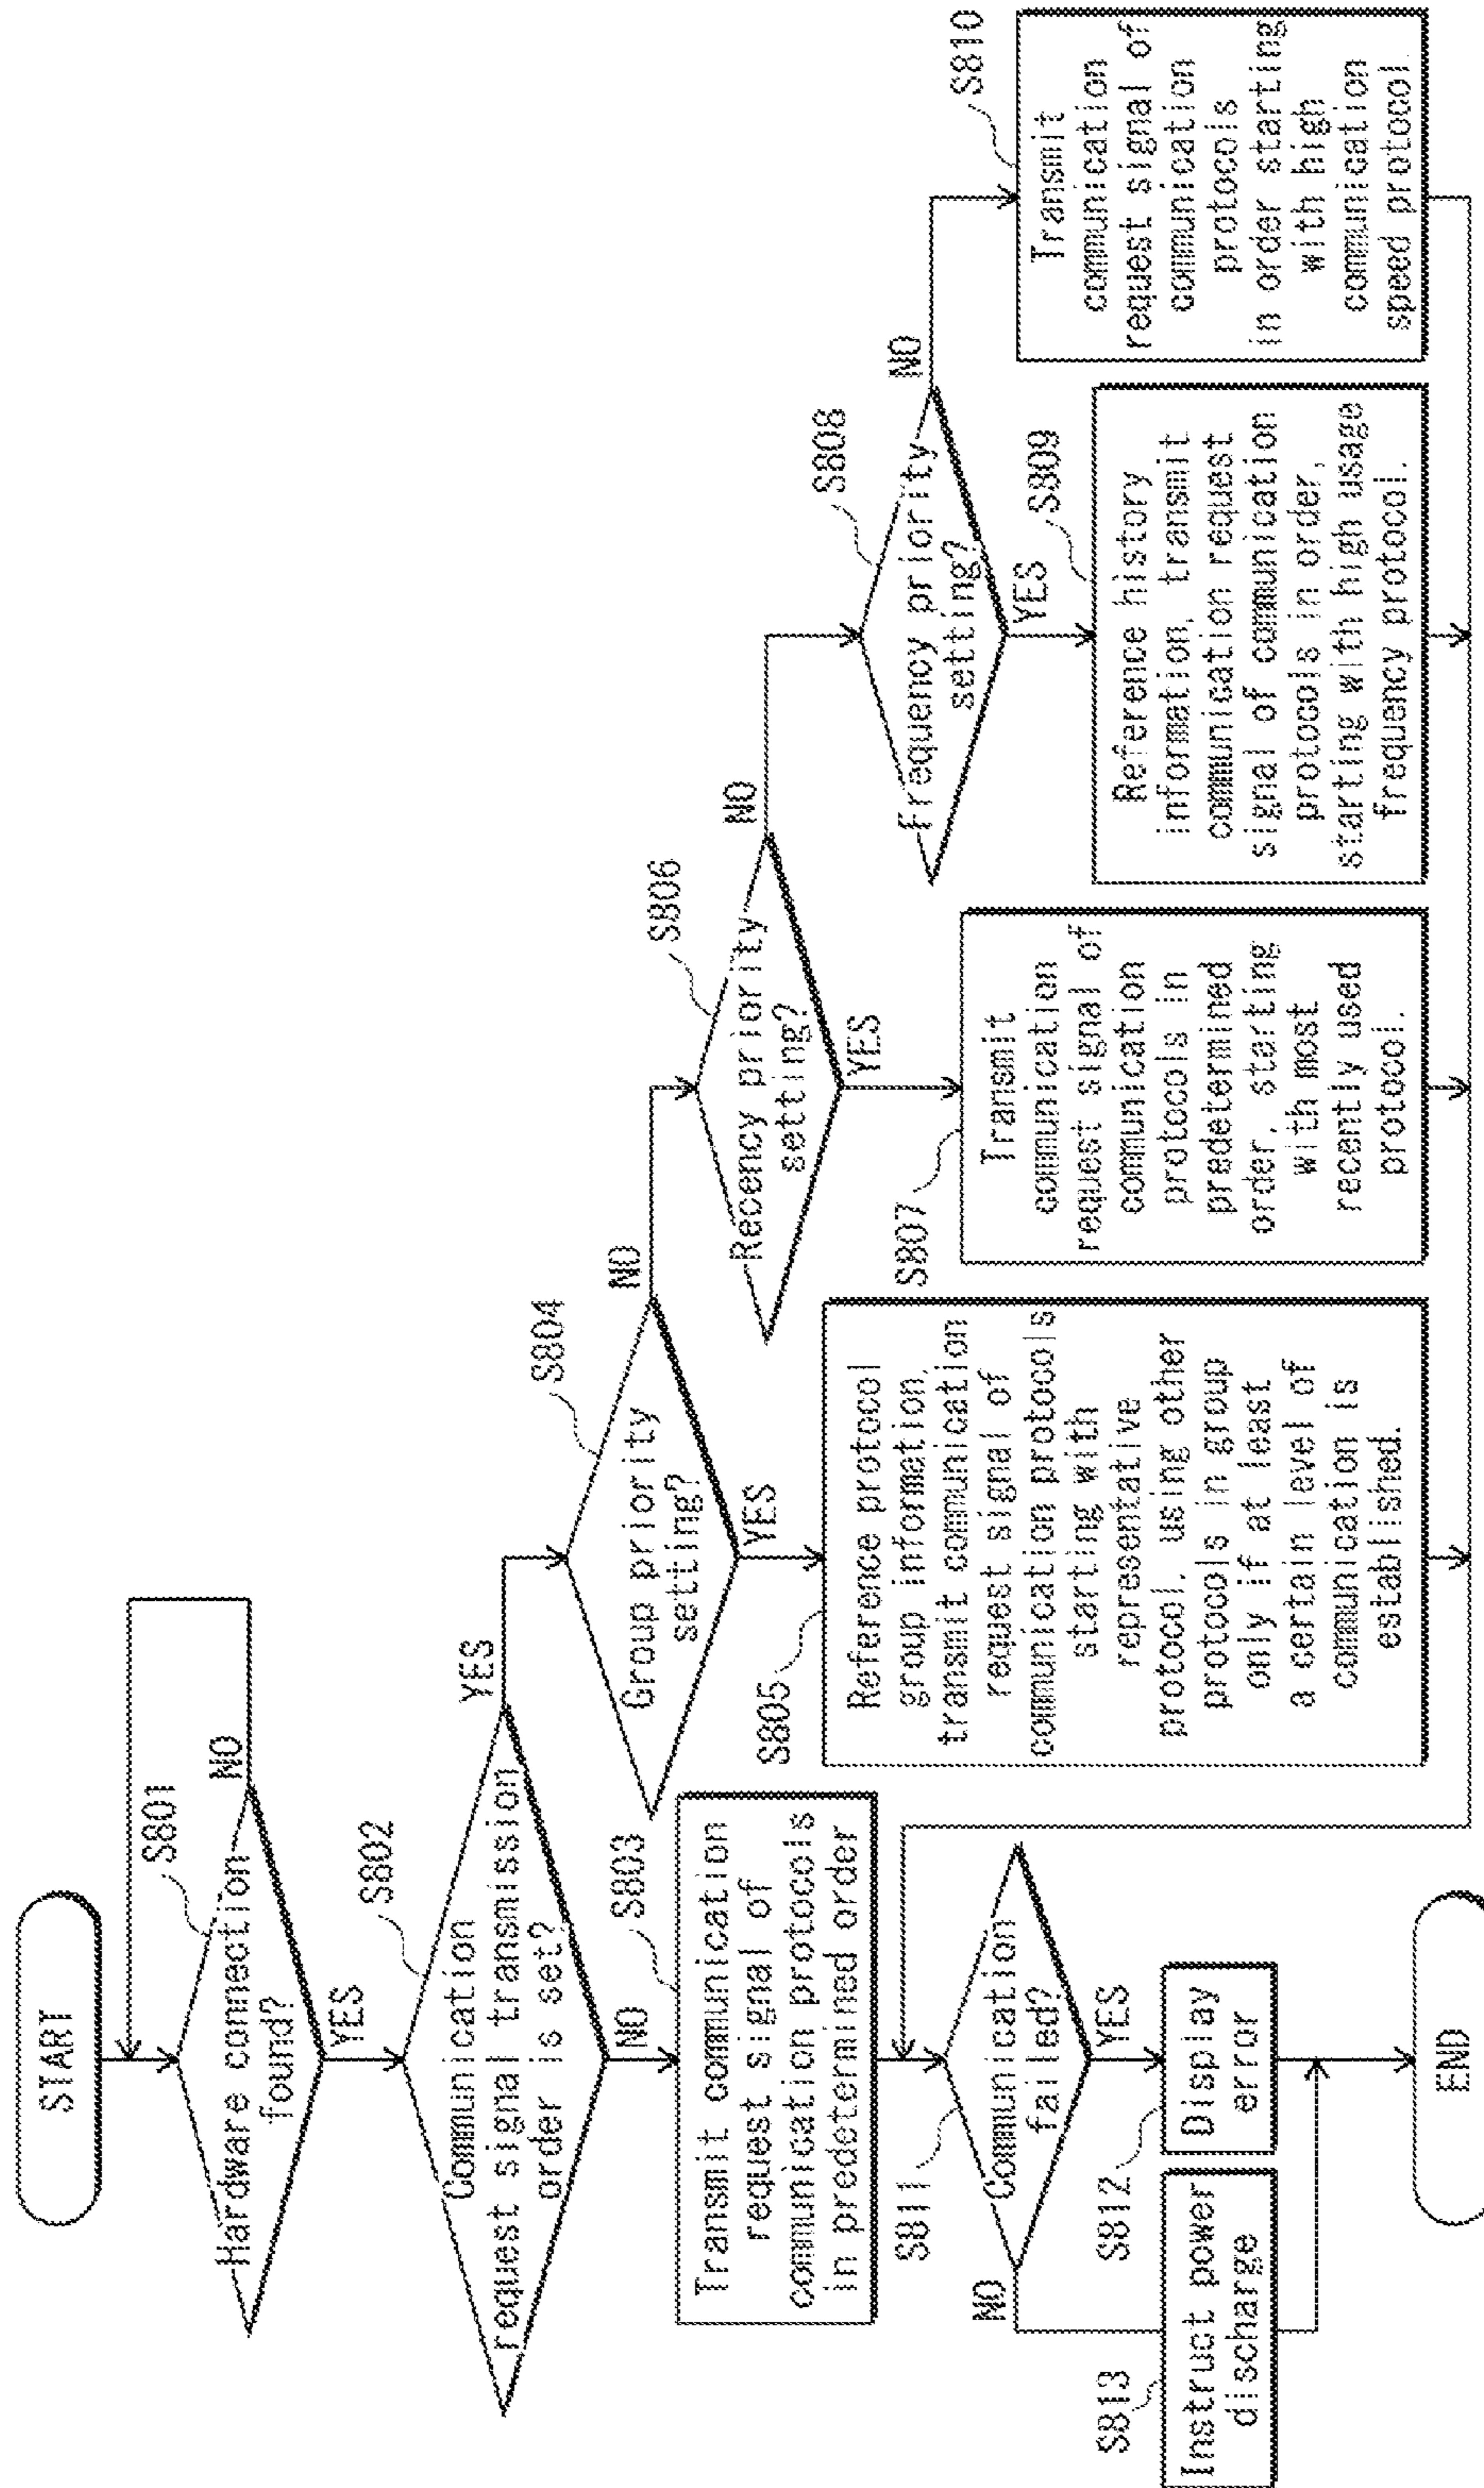 START
S801
Hardware connection
found?
NO
YES
S802
Communication
request signal transmission
order is set?
YES
NO
S803
Transmit communication
request signal of
communication protocols
in predetermined order
S804
Group priority
setting?
NO
YES
S805
Reference protocol
group information,
transmit communication
request signal of
communication protocols
starting with
representative
protocol, using other
protocols in group
only if at least
a certain level of
communication is
established.
S806
Recency priority
setting?
NO
YES
S807
Transmit
communication
request signal of
communication
protocols in
predetermined
order, starting
with most
recently used
protocol.
S808
Frequency priority
setting?
NO
YES
S809
Reference history
information, transmit
communication request
signal of communication
protocols in order,
starting with high usage
frequency protocol.
S810
Transmit
communication
request signal of
communication
protocols
in order starting
with high
communication
speed protocol.
S811
Communication
failed?
NO
YES
S812
Display
error
S813
Instruct power
discharge
END